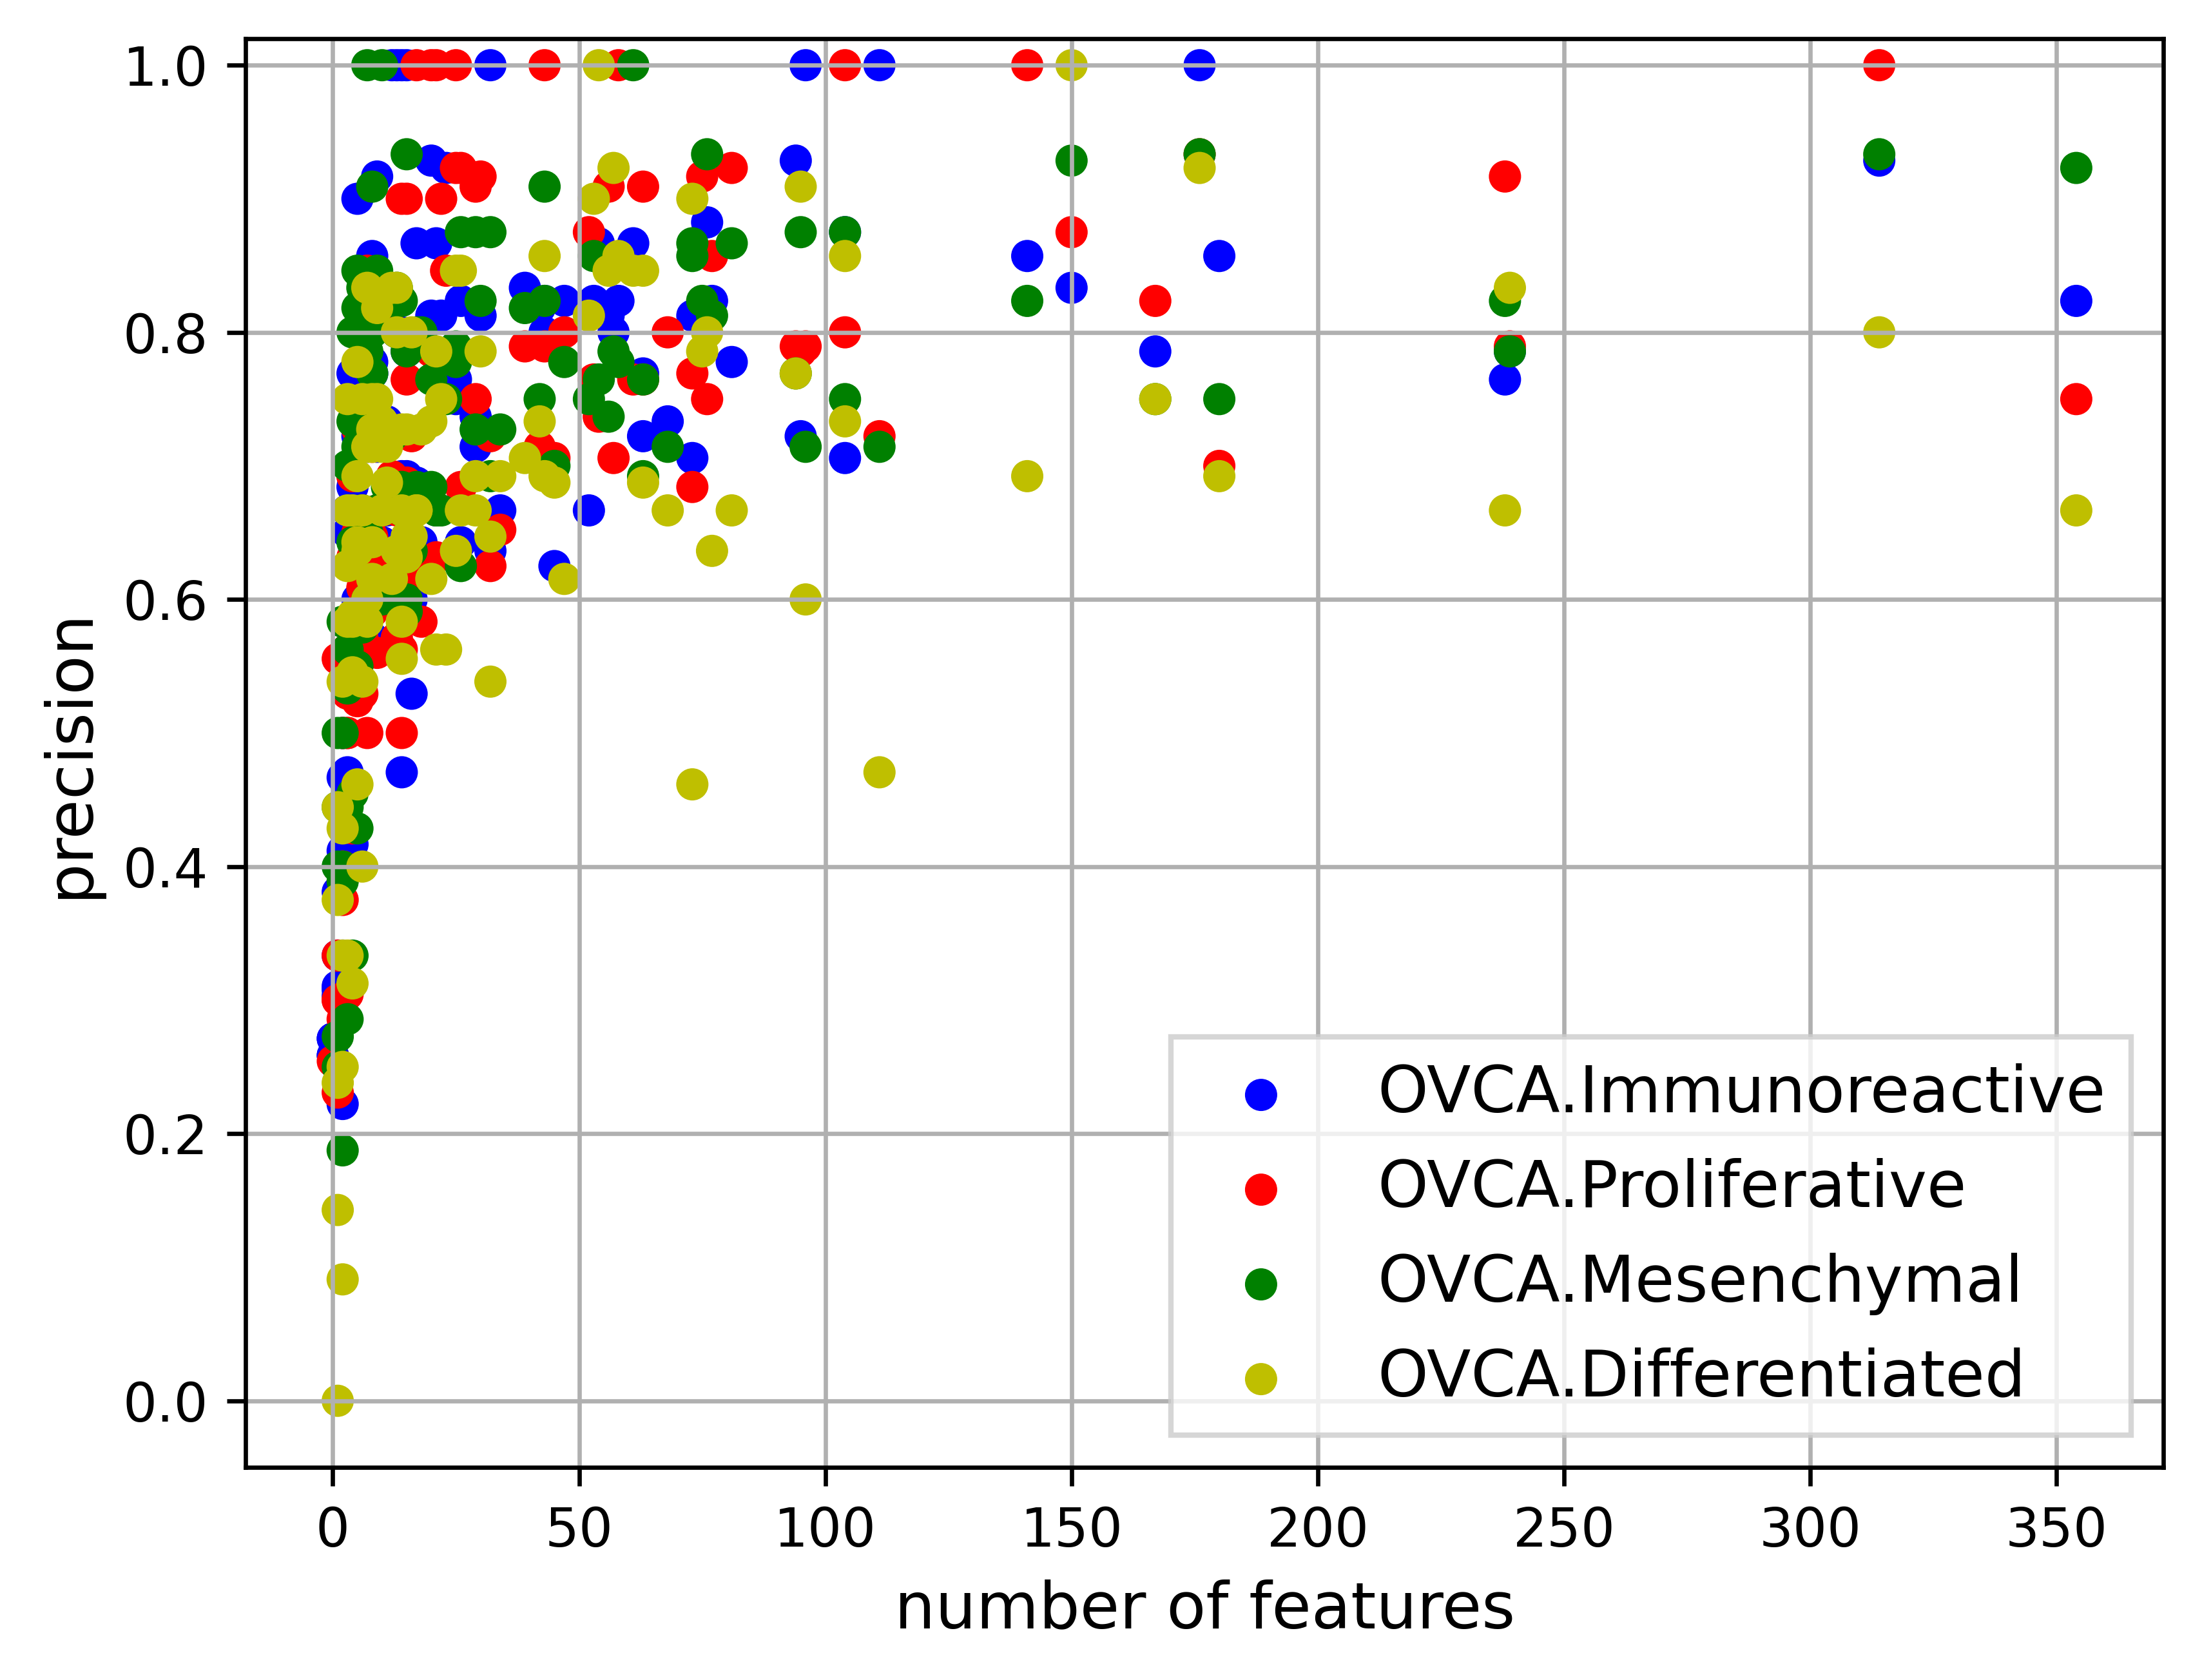 1.0
0.8
0.6
0.4
0.2
0.0
precision
OVCA.Immunoreactive
OVCA.Proliferative
OVCA.Mesenchymal
OVCA.Differentiated
0 50 100 150 200 250 300 350
number of features